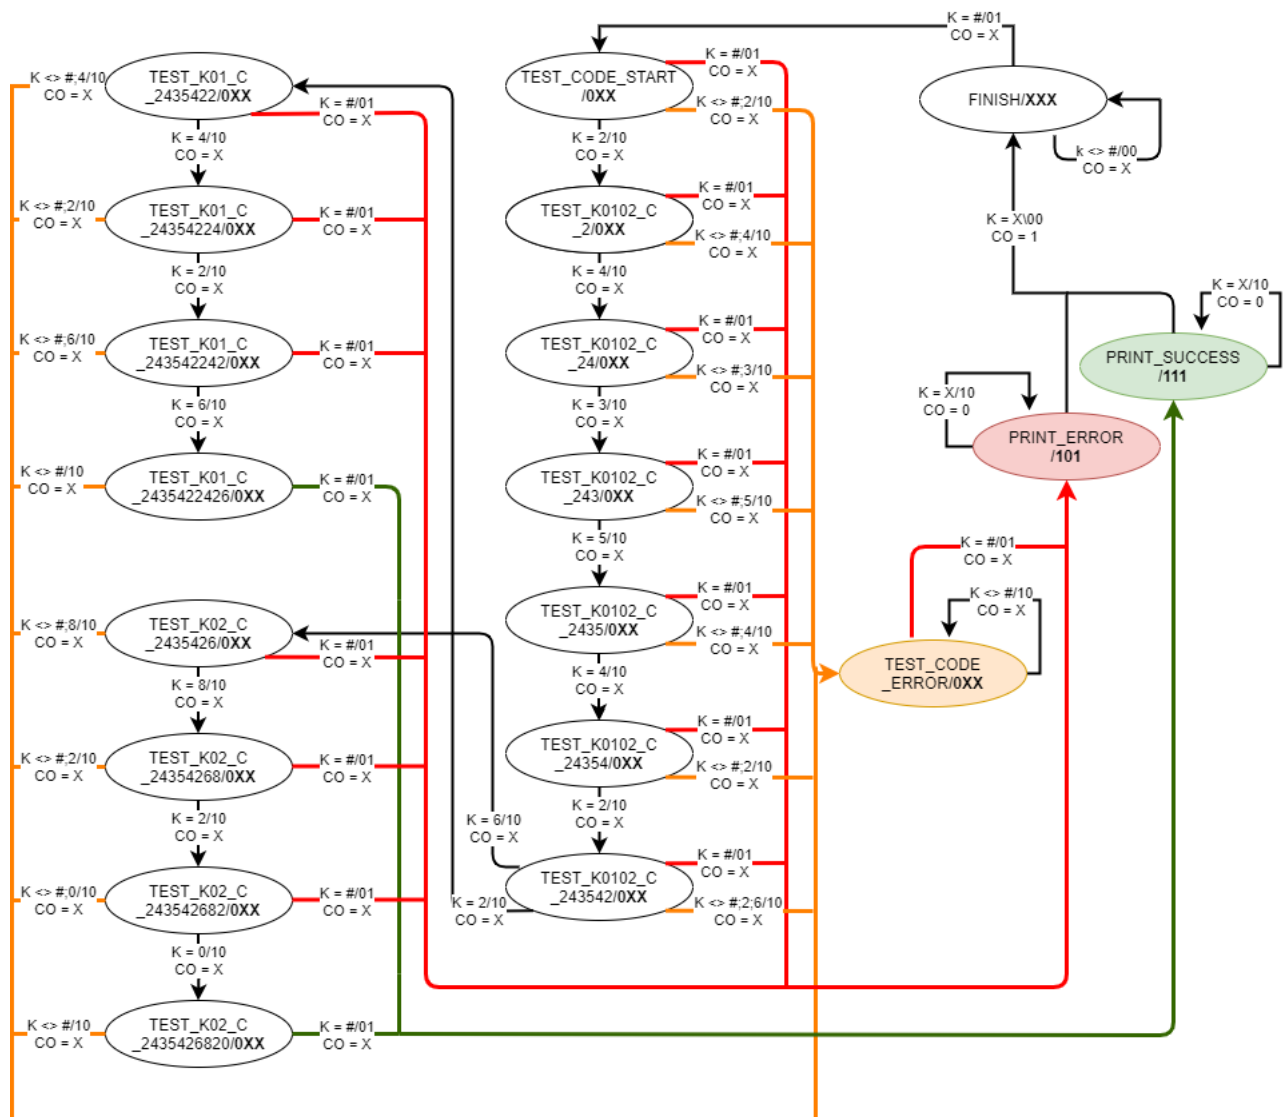 K <> #;4/10
CO = X
TEST_K01_C
_2435422/0XX
K = #/01
CO = X
K = 4/10
CO = X
K <> #;2/10
CO = X
TEST_K01_C
_24354224/0XX
K = #/01
CO = X
K = 2/10
CO = X
K <> #;6/10
CO = X
TEST_K01_C
_243542242/0XX
K = #/01
CO = X
K = 6/10
CO = X
K <> #/10
CO = X
TEST_K01_C
_2435422426/0XX
K = #/01
CO = X
K <> #;8/10
CO = X
TEST_K02_C
_2435426/0XX
K = #/01
CO = X
K = 8/10
CO = X
K <> #;2/10
CO = X
TEST_K02_C
_24354268/0XX
K = #/01
CO = X
K = 2/10
CO = X
K <> #;0/10
CO = X
TEST_K02_C
_243542682/0XX
K = #/01
CO = X
K = 0/10
CO = X
K <> #/10
CO = X
TEST_K02_C
_2435426820/0XX
K = #/01
CO = X
TEST_CODE_START
/0XX
K = #/01
CO = X
K <> #;2/10
CO = X
K = 2/10
CO = X
TEST_K0102_C
_2/0XX
K = #/01
CO = X
K <> #;4/10
CO = X
K = 4/10
CO = X
TEST_K0102_C
_24/0XX
K = #/01
CO = X
K <> #;3/10
CO = X
K = 3/10
CO = X
TEST_K0102_C
_243/0XX
K = #/01
CO = X
K <> #;5/10
CO = X
K = 5/10
CO = X
TEST_K0102_C
_2435/0XX
K = #/01
CO = X
K <> #;4/10
CO = X
K = 4/10
CO = X
TEST_K0102_C
_24354/0XX
K = #/01
CO = X
K <> #;2/10
CO = X
K = 2/10
CO = X
K = 6/10
CO = X
TEST_K0102_C
_243542/0XX
K = #/01
CO = X
K = 2/10
CO = X
K <> #;2;6/10
CO = X
K = #/01
CO = X
FINISH/XXX
k <> #/00
CO = X
K = X\00
CO = 1
K = X/10
CO = 0
PRINT_SUCCESS
/111
K = X/10
CO = 0
PRINT_ERROR
/101
K = #/01
CO = X
K <> #/10
CO = X
TEST_CODE
_ERROR/0XX